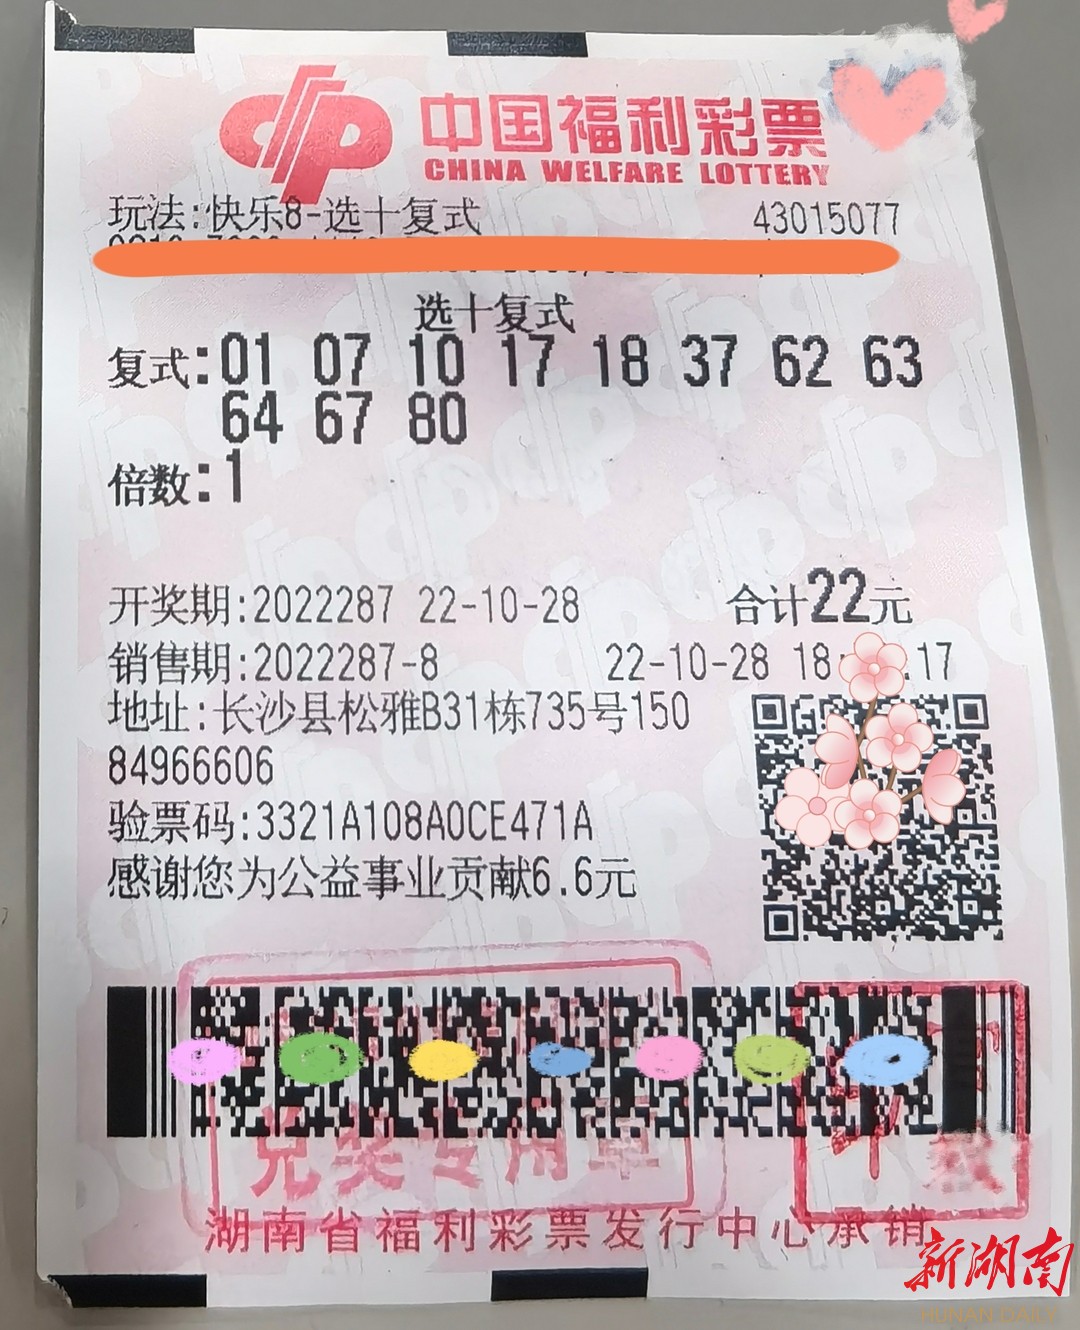 中国福利彩票
CHINA WELFARE LOTTERY
玩法:快乐8-选十复式 43015077
选十复式
复式:01 07 10 17 18 37 62 63
64 67 80
倍数:1
开奖期:2022287 22-10-28 合计22元
销售期:2022287-8 22-10-28 18: .17
地址:长沙县松雅B31栋735号150
84966606
验票码:3321A108A0CE471A
感谢您为公益事业贡献6.6元
兑奖专用章
湖南省福利彩票发行中心承销
新湖南
HUNAN DAILY